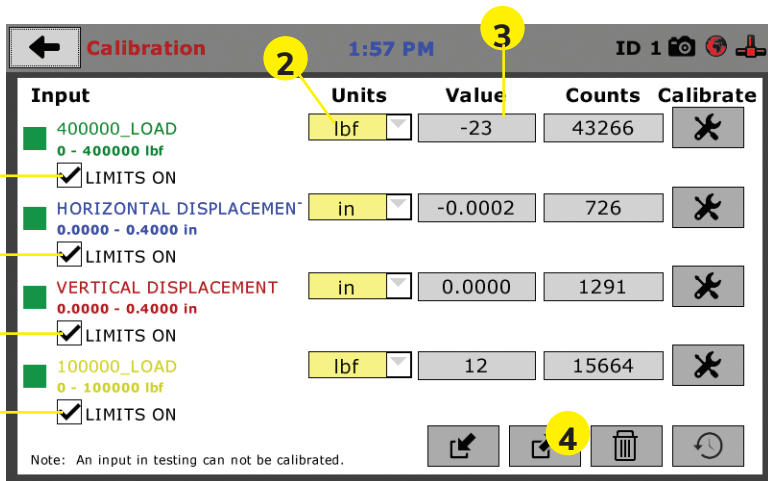 Calibration 1:57 PM 2 3 ID 1
Input Units Value Counts Calibrate
400000_LOAD lbf -23 43266
0 - 400000 lbf
LIMITS ON
HORIZONTAL DISPLACEMEN in -0.0002 726
0.0000 - 0.4000 in
LIMITS ON
VERTICAL DISPLACEMENT in 0.0000 1291
0.0000 - 0.4000 in
LIMITS ON
100000_LOAD lbf 12 15664
0 - 100000 lbf
LIMITS ON
4
Note: An input in testing can not be calibrated.